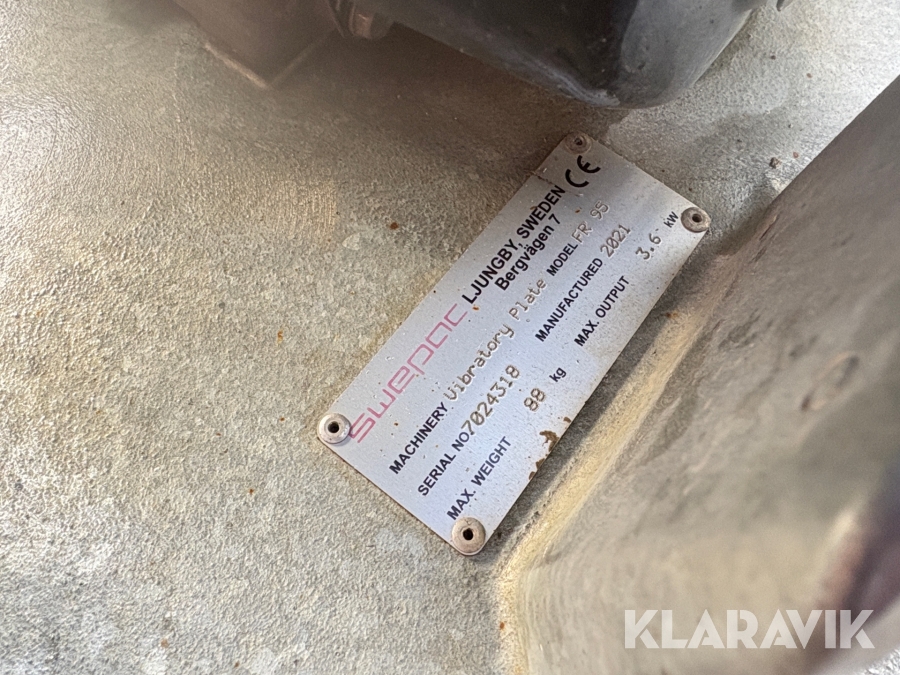 swepac LJUNGBY, SWEDEN CE
Bergvägen 7
MACHINERY Vibratory Plate MODEL FR 95
SERIAL NO. 7024318 MANUFACTURED 2021
MAX. WEIGHT 88 kg MAX. OUTPUT 3.6 kW
KLARAVIK